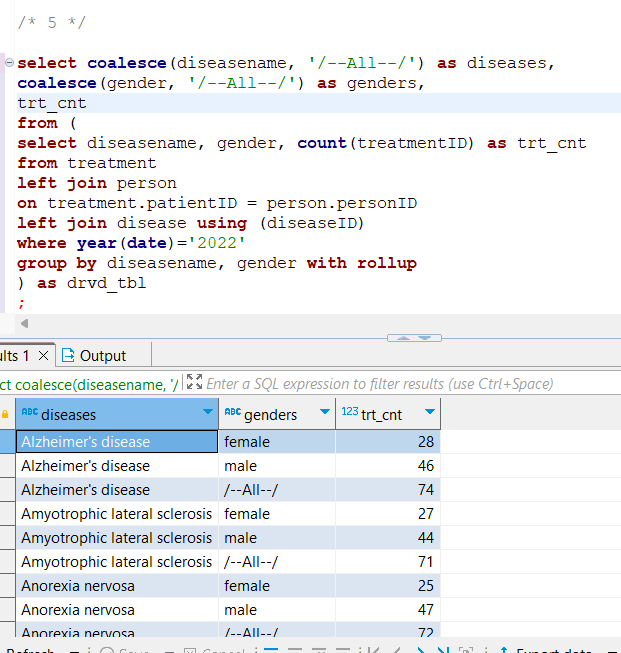 /* 5 */
select coalesce(diseasename, '/--All--/') as diseases,
coalesce(gender, '/--All--/') as genders,
trt_cnt
from (
select diseasename, gender, count(treatmentID) as trt_cnt
from treatment
left join person
on treatment.patientID = person.personID
left join disease using (diseaseID)
where year(date)='2022'
group by diseasename, gender with rollup
) as drvd_tbl
;
ults 1 Output
ct coalesce(diseasename, '/ Enter a SQL expression to filter results (use Ctrl+Space)
ABC diseases ABC genders 123 trt_cnt
Alzheimer's disease female 28
Alzheimer's disease male 46
Alzheimer's disease /--All--/ 74
Amyotrophic lateral sclerosis female 27
Amyotrophic lateral sclerosis male 44
Amyotrophic lateral sclerosis /--All--/ 71
Anorexia nervosa female 25
Anorexia nervosa male 47
Anorexia nervosa /--All--/ 72
Refresh Save Cancel Export data